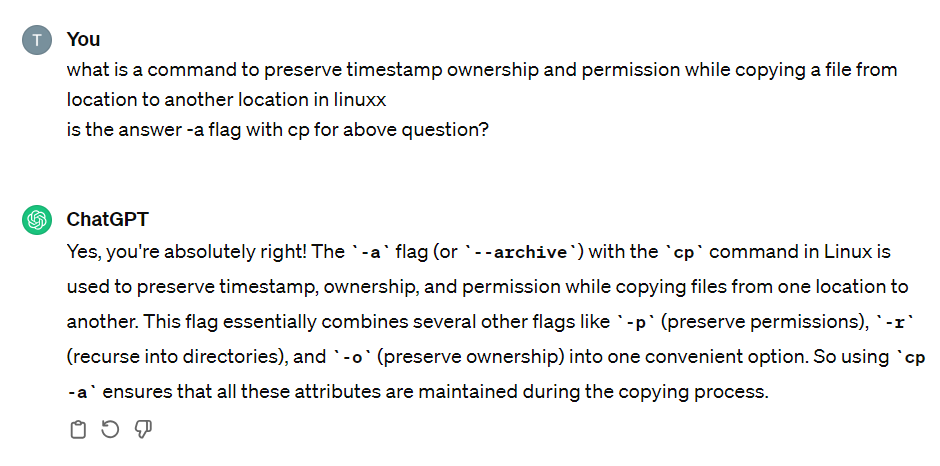 T
You
what is a command to preserve timestamp ownership and permission while copying a file from
location to another location in linuxx
is the answer -a flag with cp for above question?
ChatGPT
Yes, you're absolutely right! The `-a` flag (or `--archive`) with the `cp` command in Linux is
used to preserve timestamp, ownership, and permission while copying files from one location to
another. This flag essentially combines several other flags like `-p` (preserve permissions), `-r`
(recurse into directories), and `-o` (preserve ownership) into one convenient option. So using `cp
-a` ensures that all these attributes are maintained during the copying process.